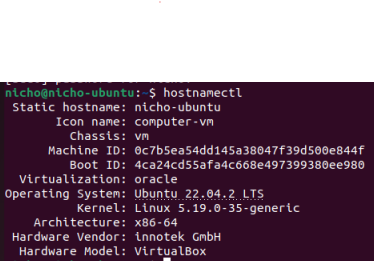 nicho@nicho-ubuntu:~$ hostnamectl
Static hostname: nicho-ubuntu
Icon name: computer-vm
Chassis: vm
Machine ID: 0c7b5ea54dd145a38047f39d500e844f
Boot ID: 4ca24cd55afa4c668e497399380ee980
Virtualization: oracle
Operating System: Ubuntu 22.04.2 LTS
Kernel: Linux 5.19.0-35-generic
Architecture: x86-64
Hardware Vendor: innotek GmbH
Hardware Model: VirtualBox